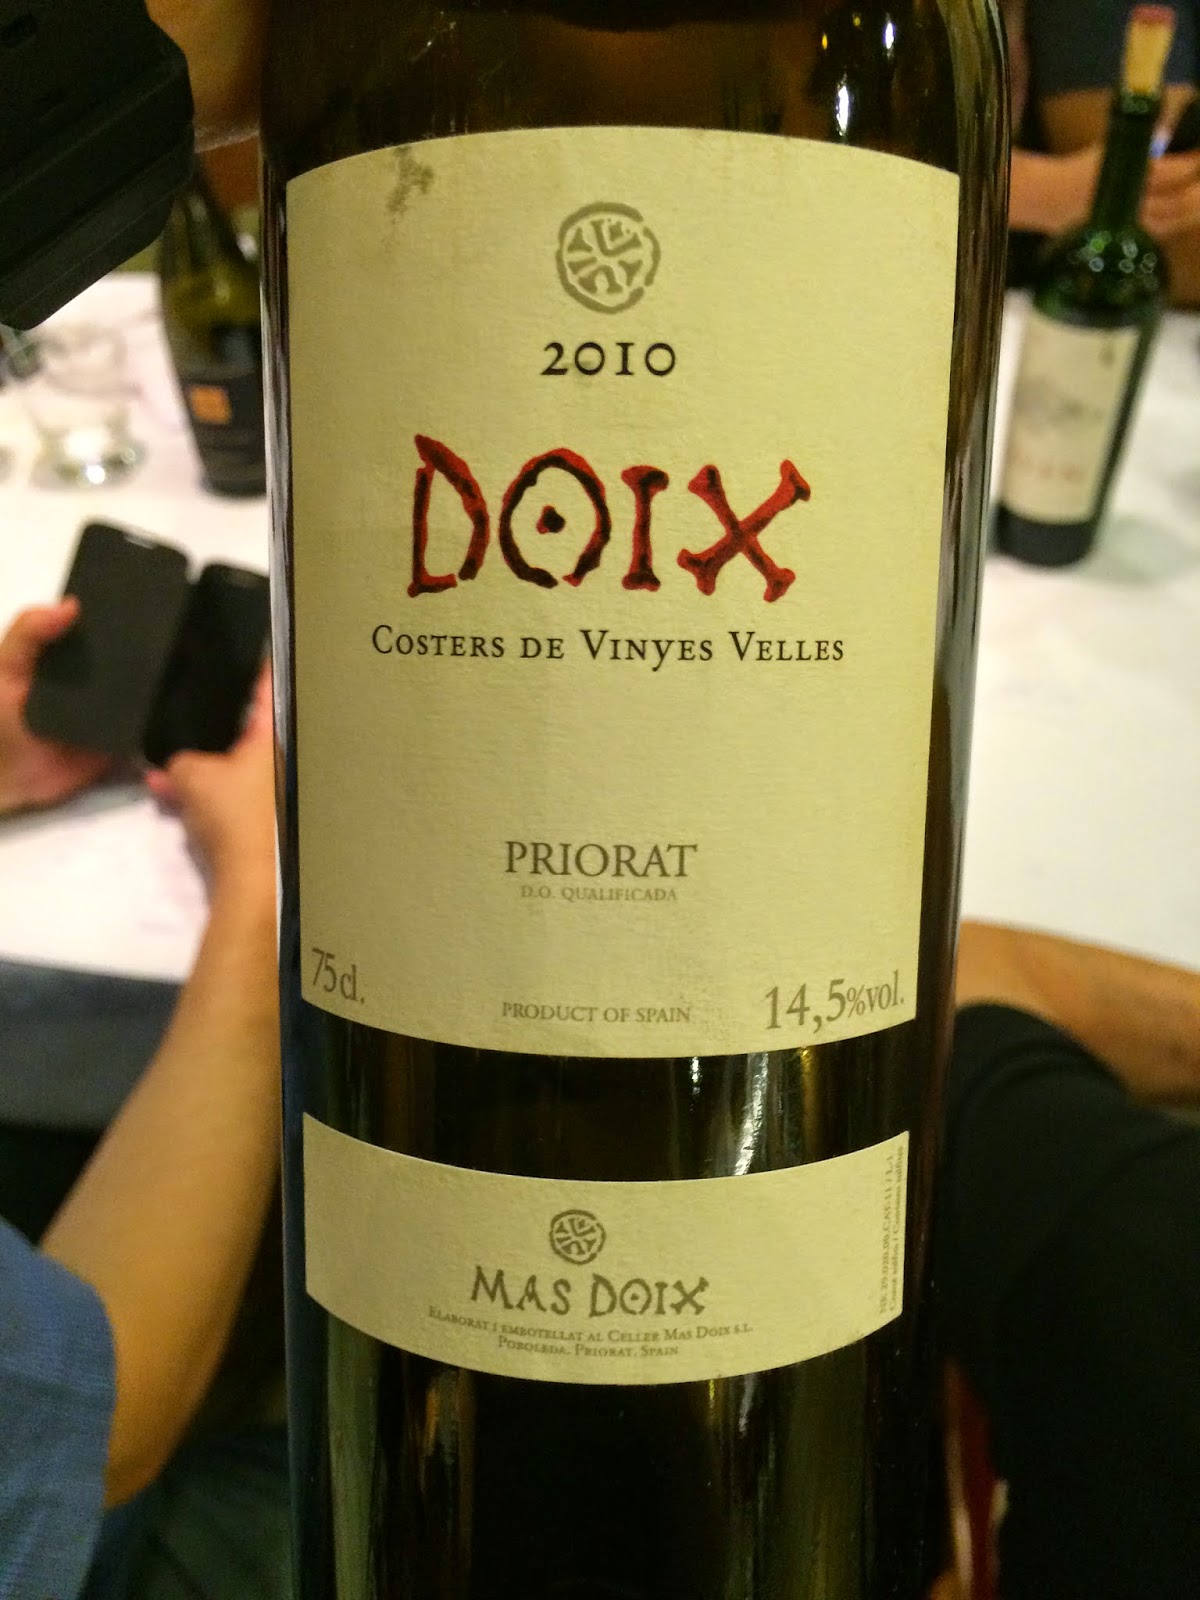 2010
DOIX
COSTERS DE VINYES VELLES
PRIORAT
D.O. QUALIFICADA
75cl.
PRODUCT OF SPAIN
14,5%vol.
MAS DOIX
ELABORAT I EMBOTELLAT AL CELLER MAS DOIX S.L.
POBOLEDA. PRIORAT. SPAIN